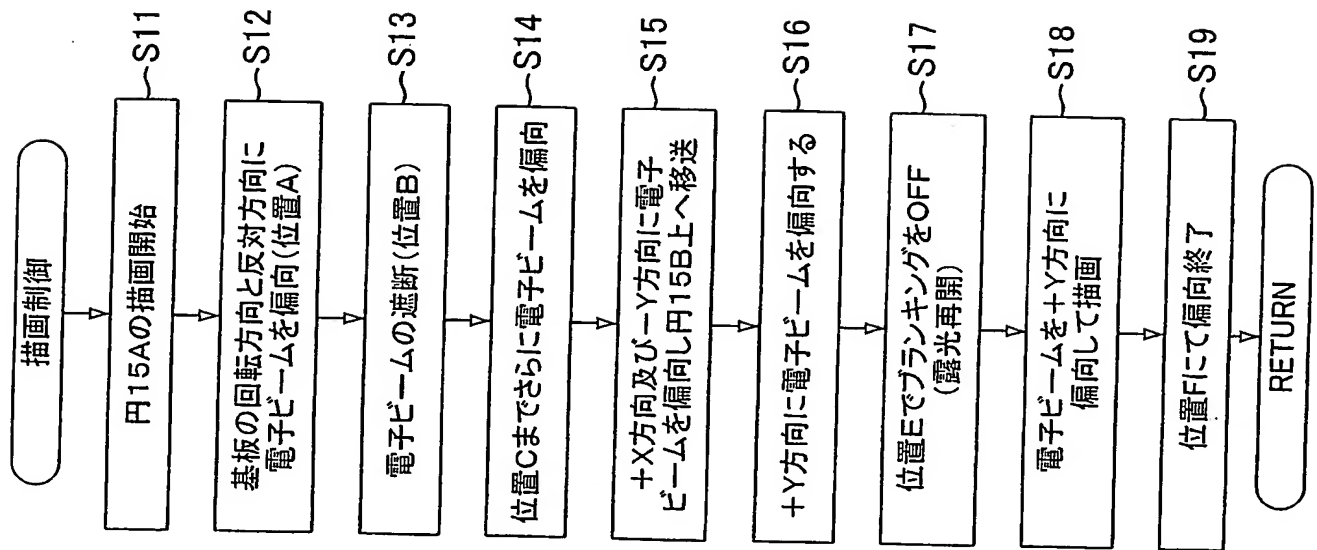 描画制御
円15Aの描画開始
S11
基板の回転方向と反対方向に
電子ビームを偏向(位置A)
S12
電子ビームの遮断(位置B)
S13
位置Cまでさらに電子ビームを偏向
S14
+X方向及び−Y方向に電子
ビームを偏向し円15B上へ移送
S15
+Y方向に電子ビームを偏向する
S16
位置EでブランキングをOFF
(露光再開)
S17
電子ビームを+Y方向に
偏向して描画
S18
位置Fにて偏向終了
S19
RETURN